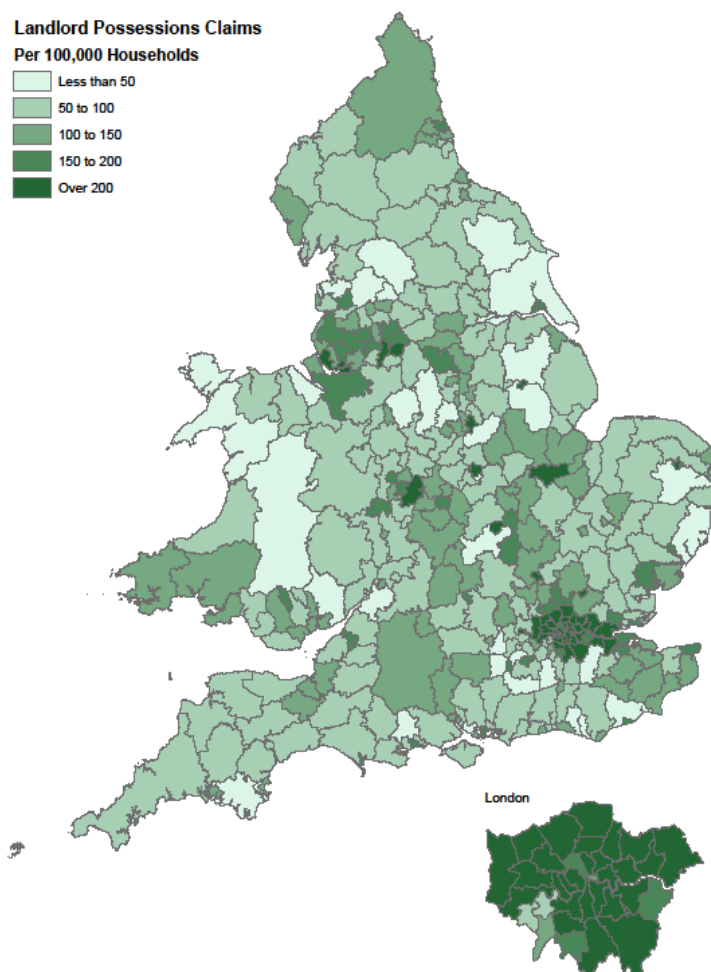 Landlord Possessions Claims
Per 100,000 Households
Less than 50
50 to 100
100 to 150
150 to 200
Over 200
London